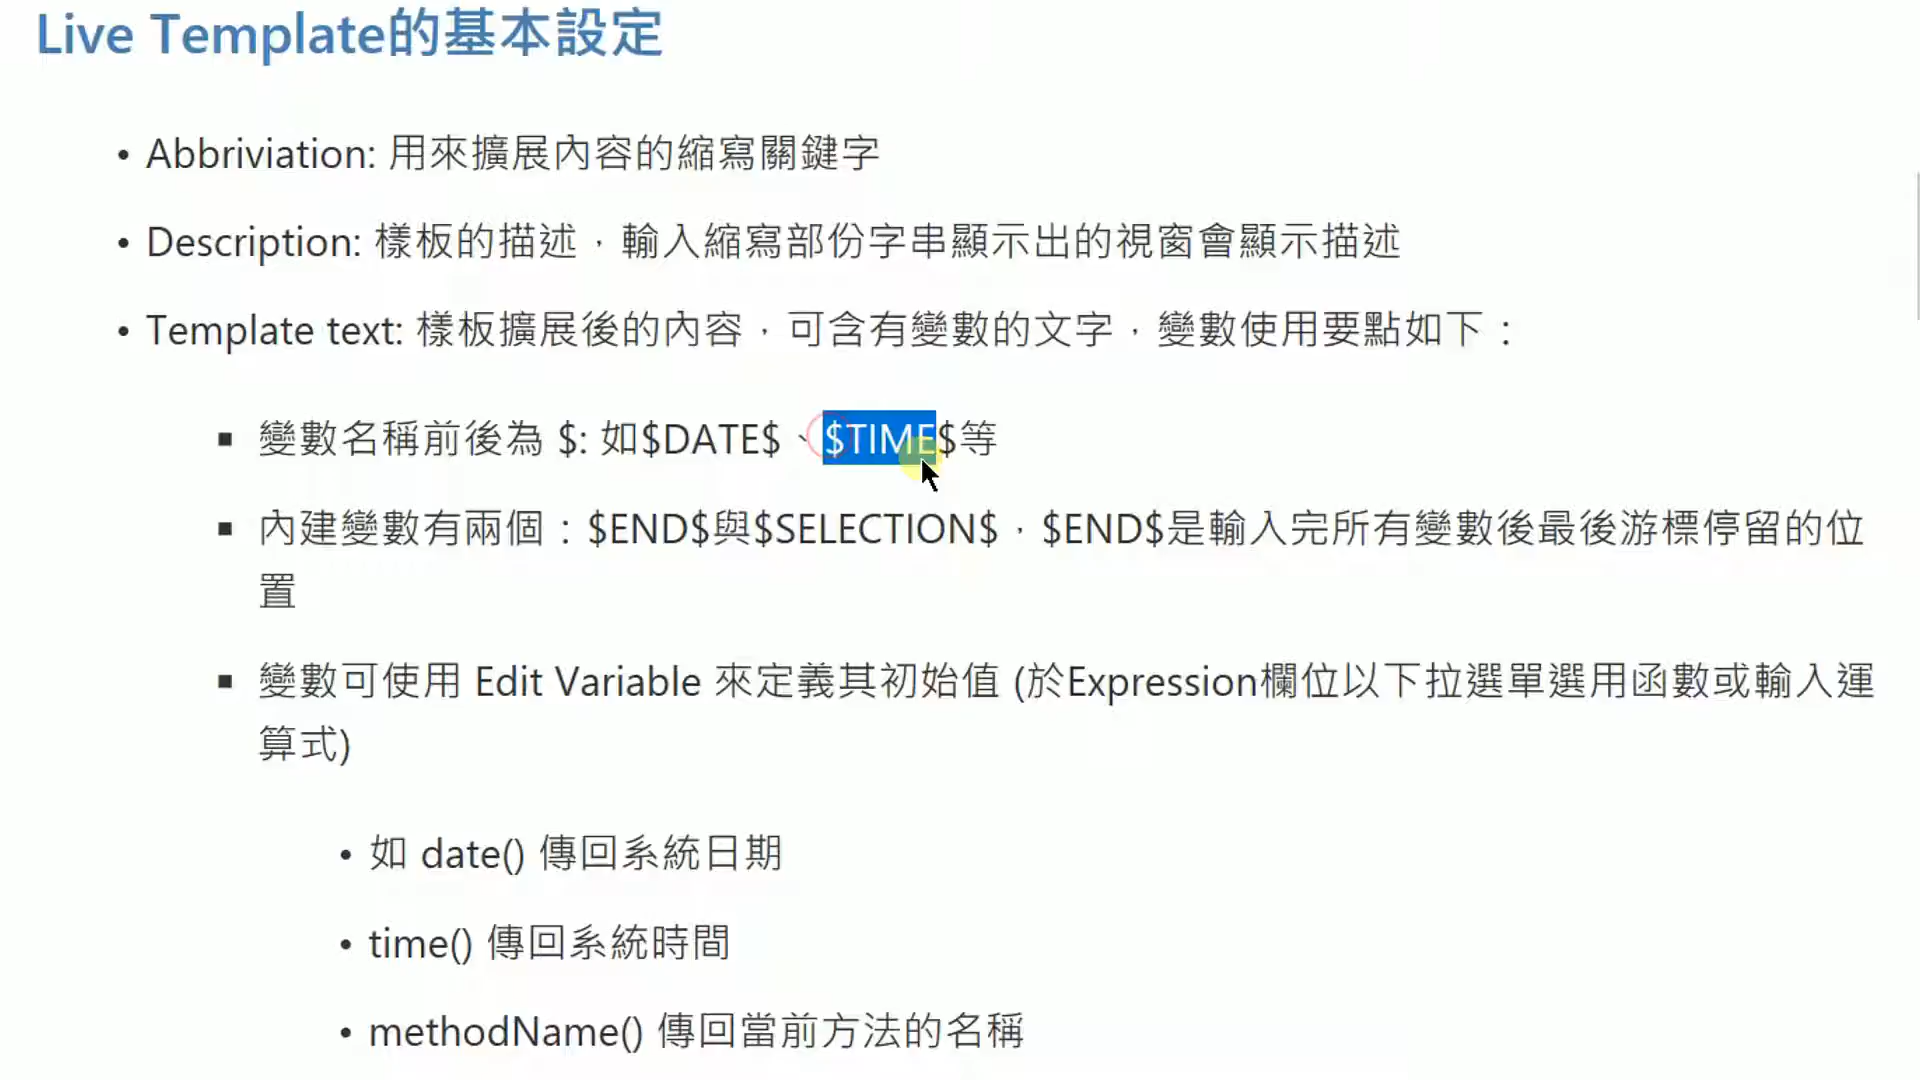 Live Template的基本設定
• Abbriviation: 用來擴展內容的縮寫關鍵字
• Description: 樣板的描述，輸入縮寫部份字串顯示出的視窗會顯示描述
• Template text: 樣板擴展後的內容，可含有變數的文字，變數使用要點如下：
▪ 變數名稱前後為 $: 如$DATE$、$TIME$等
▪ 內建變數有兩個：$END$與$SELECTION$，$END$是輸入完所有變數後最後游標停留的位
置
▪ 變數可使用 Edit Variable 來定義其初始值 (於Expression欄位以下拉選單選用函數或輸入運
算式)
• 如 date() 傳回系統日期
• time() 傳回系統時間
• methodName() 傳回當前方法的名稱